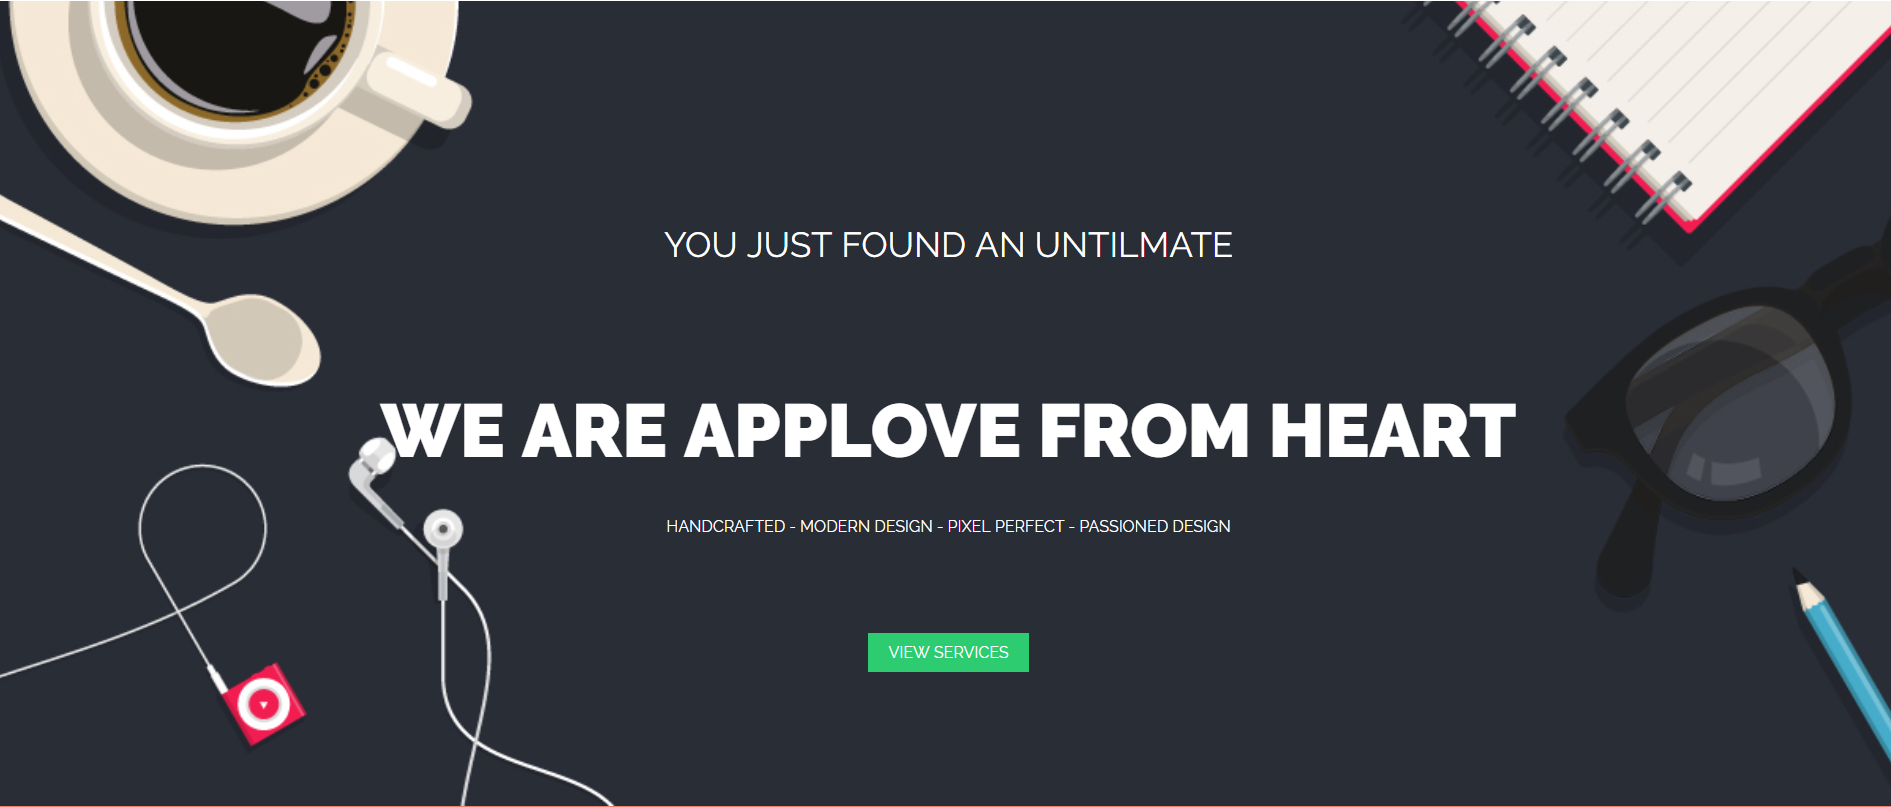 YOU JUST FOUND AN UNTILMATE
WE ARE APPLOVE FROM HEART
HANDCRAFTED - MODERN DESIGN - PIXEL PERFECT - PASSIONED DESIGN
VIEW SERVICES